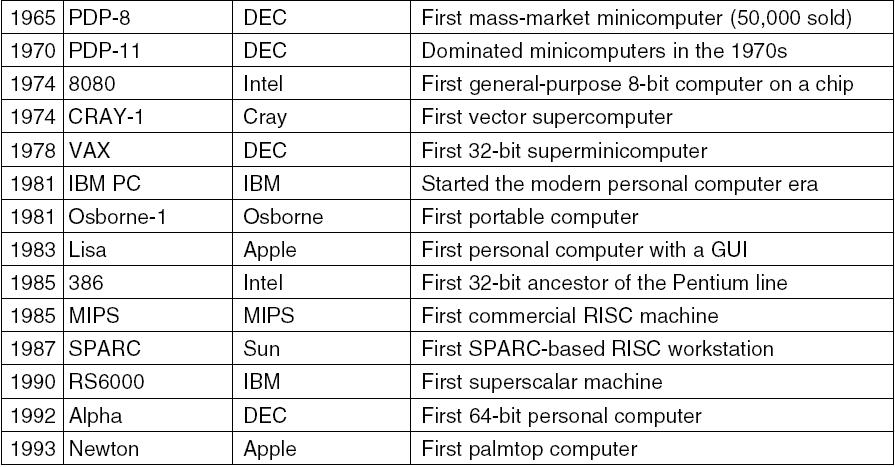 1965 PDP-8 DEC First mass-market minicomputer (50,000 sold)
1970 PDP-11 DEC Dominated minicomputers in the 1970s
1974 8080 Intel First general-purpose 8-bit computer on a chip
1974 CRAY-1 Cray First vector supercomputer
1978 VAX DEC First 32-bit superminicomputer
1981 IBM PC IBM Started the modern personal computer era
1981 Osborne-1 Osborne First portable computer
1983 Lisa Apple First personal computer with a GUI
1985 386 Intel First 32-bit ancestor of the Pentium line
1985 MIPS MIPS First commercial RISC machine
1987 SPARC Sun First SPARC-based RISC workstation
1990 RS6000 IBM First superscalar machine
1992 Alpha DEC First 64-bit personal computer
1993 Newton Apple First palmtop computer